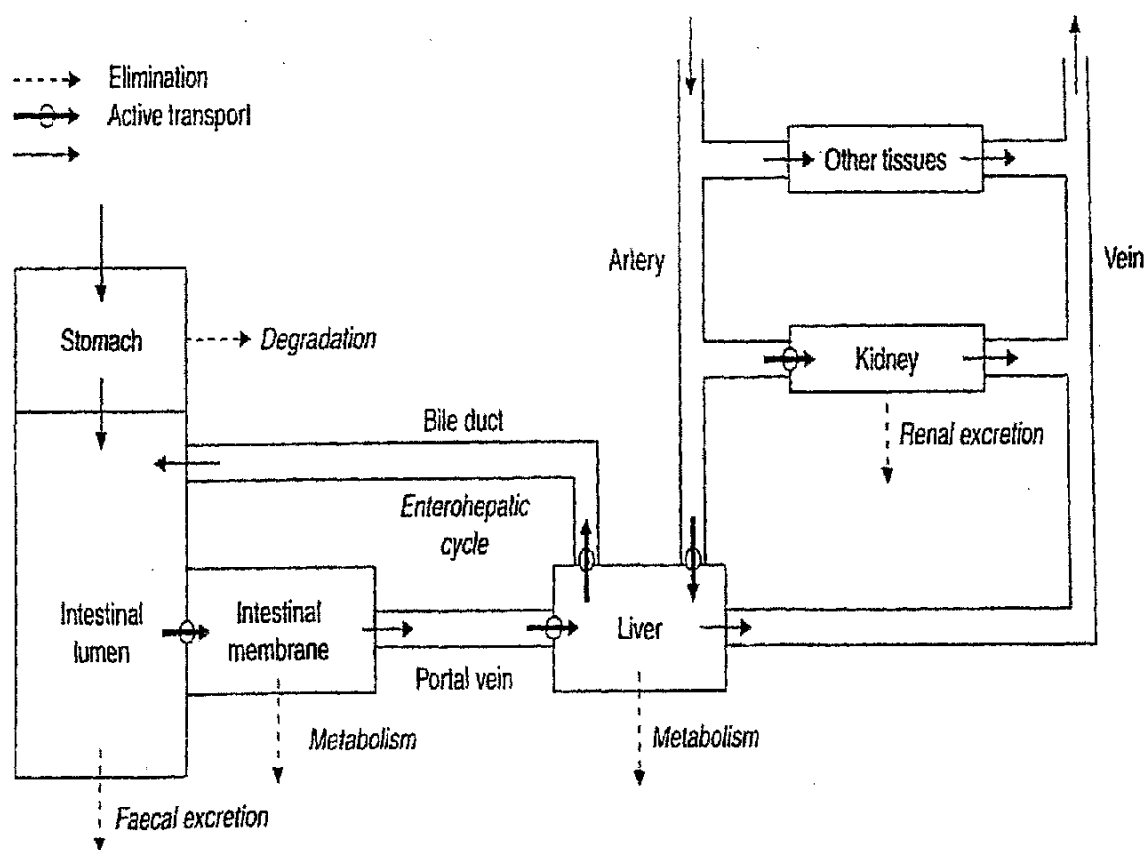 Elimination
Active transport
Other tissues
Artery
Vein
Stomach
Degradation
Kidney
Bile duct
Renal excretion
Enterohepatic
cycle
Intestinal
lumen
Intestinal
membrane
Liver
Portal vein
Metabolism
Metabolism
Faecal excretion